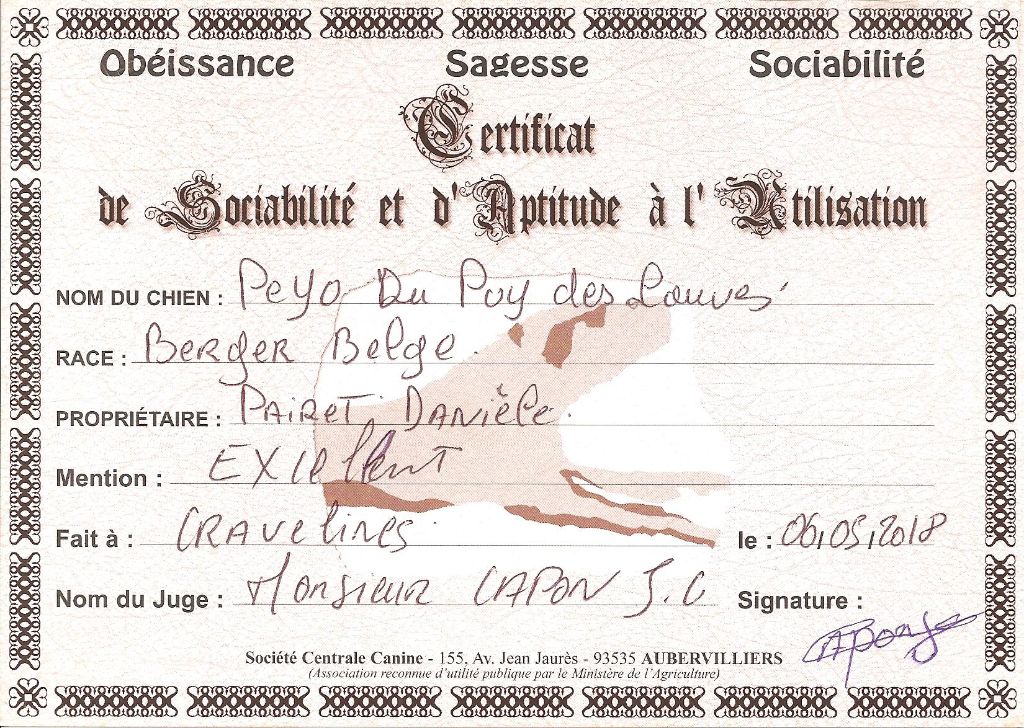 Obéissance Sagesse Sociabilité
Certificat
de Sociabilité et d'Aptitude à l'Utilisation
NOM DU CHIEN : Peyo Du Puy des Louves
RACE : Berger Belge.
PROPRIÉTAIRE : PAIRET Danièle.
Mention : EXCellent
Fait à : GRAVELINES. le : 06,05,2018
Nom du Juge : Monsieur CAPON J.C Signature :
Société Centrale Canine - 155, Av. Jean Jaurès - 93535 AUBERVILLIERS
(Association reconnue d'utilité publique par le Ministère de l'Agriculture)